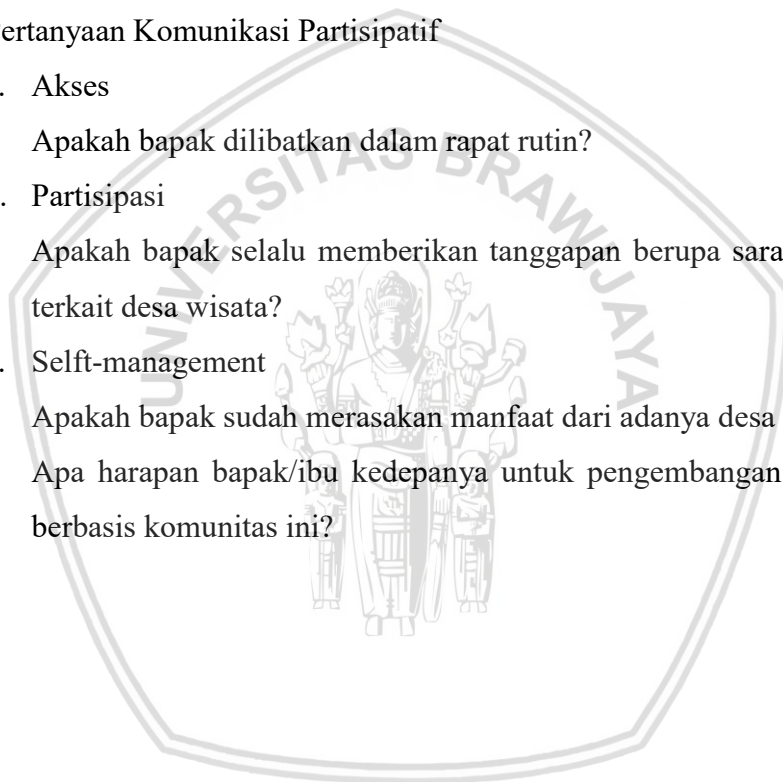 ertanyaan Komunikasi Partisipatif
. Akses
Apakah bapak dilibatkan dalam rapat rutin?
. Partisipasi
Apakah bapak selalu memberikan tanggapan berupa sara
terkait desa wisata?
. Selft-management
Apakah bapak sudah merasakan manfaat dari adanya desa
Apa harapan bapak/ibu kedepanya untuk pengembangan
berbasis komunitas ini?
UNIVERSITAS BRAWIJAYA